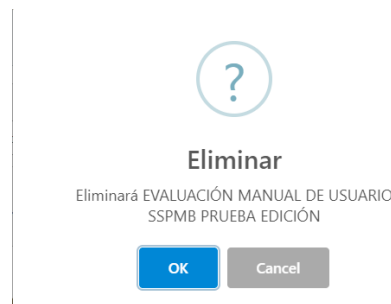 ?
Eliminar
Eliminará EVALUACIÓN MANUAL DE USUARIO
SSPMB PRUEBA EDICIÓN
OK Cancel